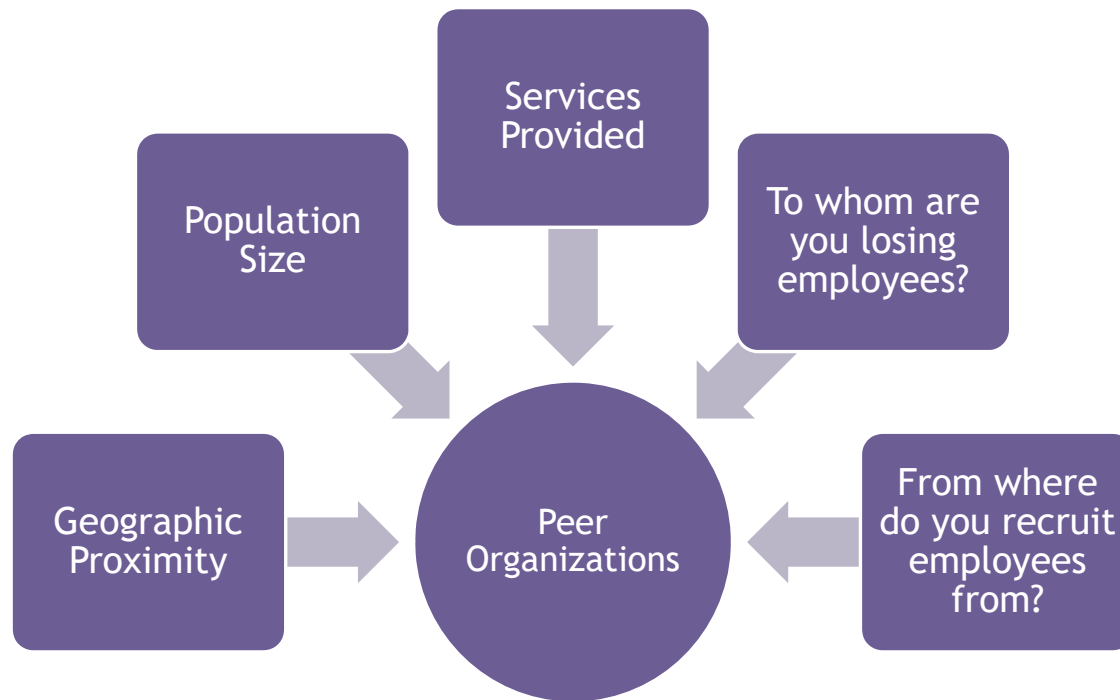 Services
Provided
Population
Size
To whom are
you losing
employees?
Geographic
Proximity
Peer
Organizations
From where
do you recruit
employees
from?